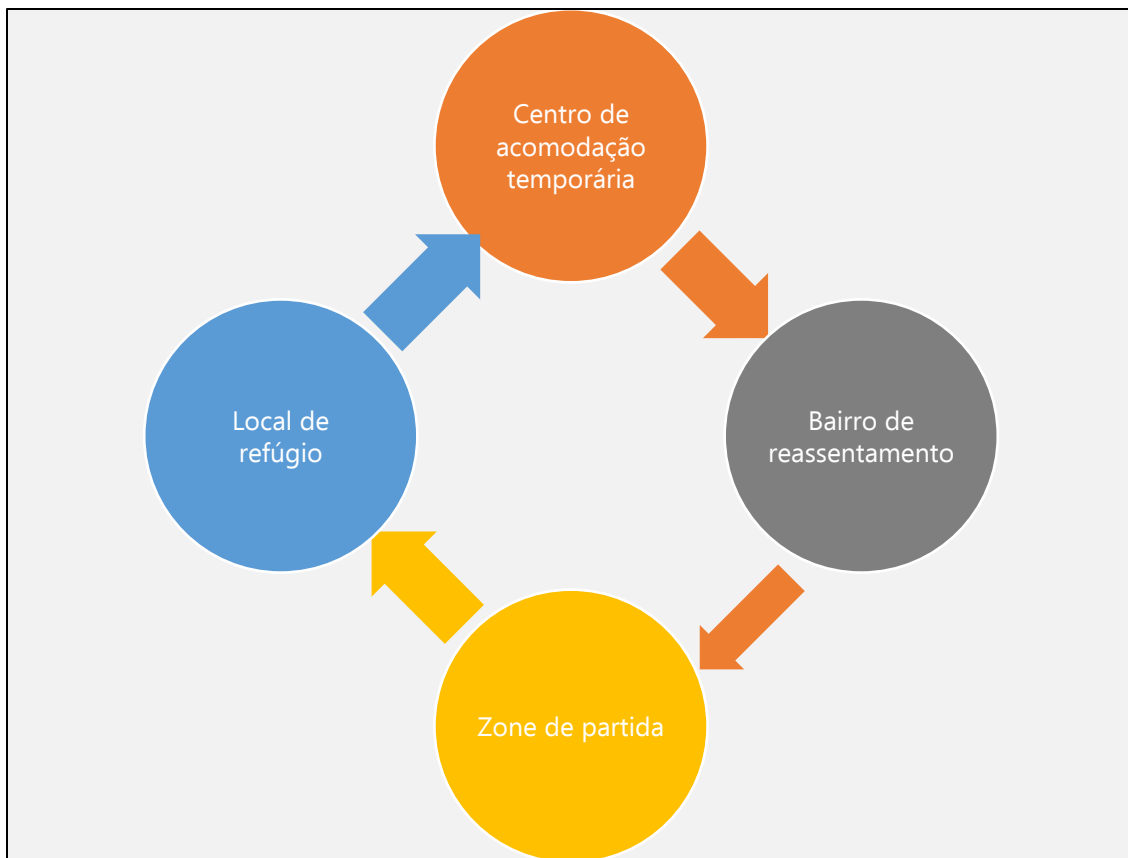 Centro de
acomodação
temporária
Local de
refúgio
Bairro de
reassentamento
Zone de partida